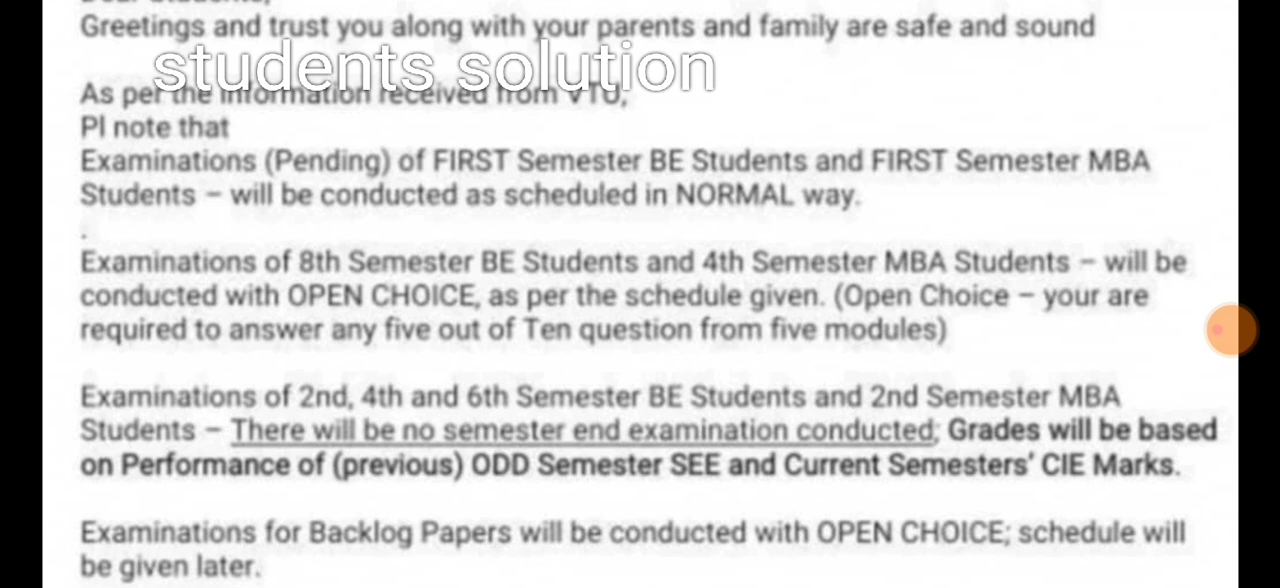 Greetings and trust you along with your parents and family are safe and sound
students solution
As per the information received from VTU,
Pl note that
Examinations (Pending) of FIRST Semester BE Students and FIRST Semester MBA
Students – will be conducted as scheduled in NORMAL way.
.
Examinations of 8th Semester BE Students and 4th Semester MBA Students – will be
conducted with OPEN CHOICE, as per the schedule given. (Open Choice – your are
required to answer any five out of Ten question from five modules)
Examinations of 2nd, 4th and 6th Semester BE Students and 2nd Semester MBA
Students – There will be no semester end examination conducted; Grades will be based
on Performance of (previous) ODD Semester SEE and Current Semesters' CIE Marks.
Examinations for Backlog Papers will be conducted with OPEN CHOICE; schedule will
be given later.